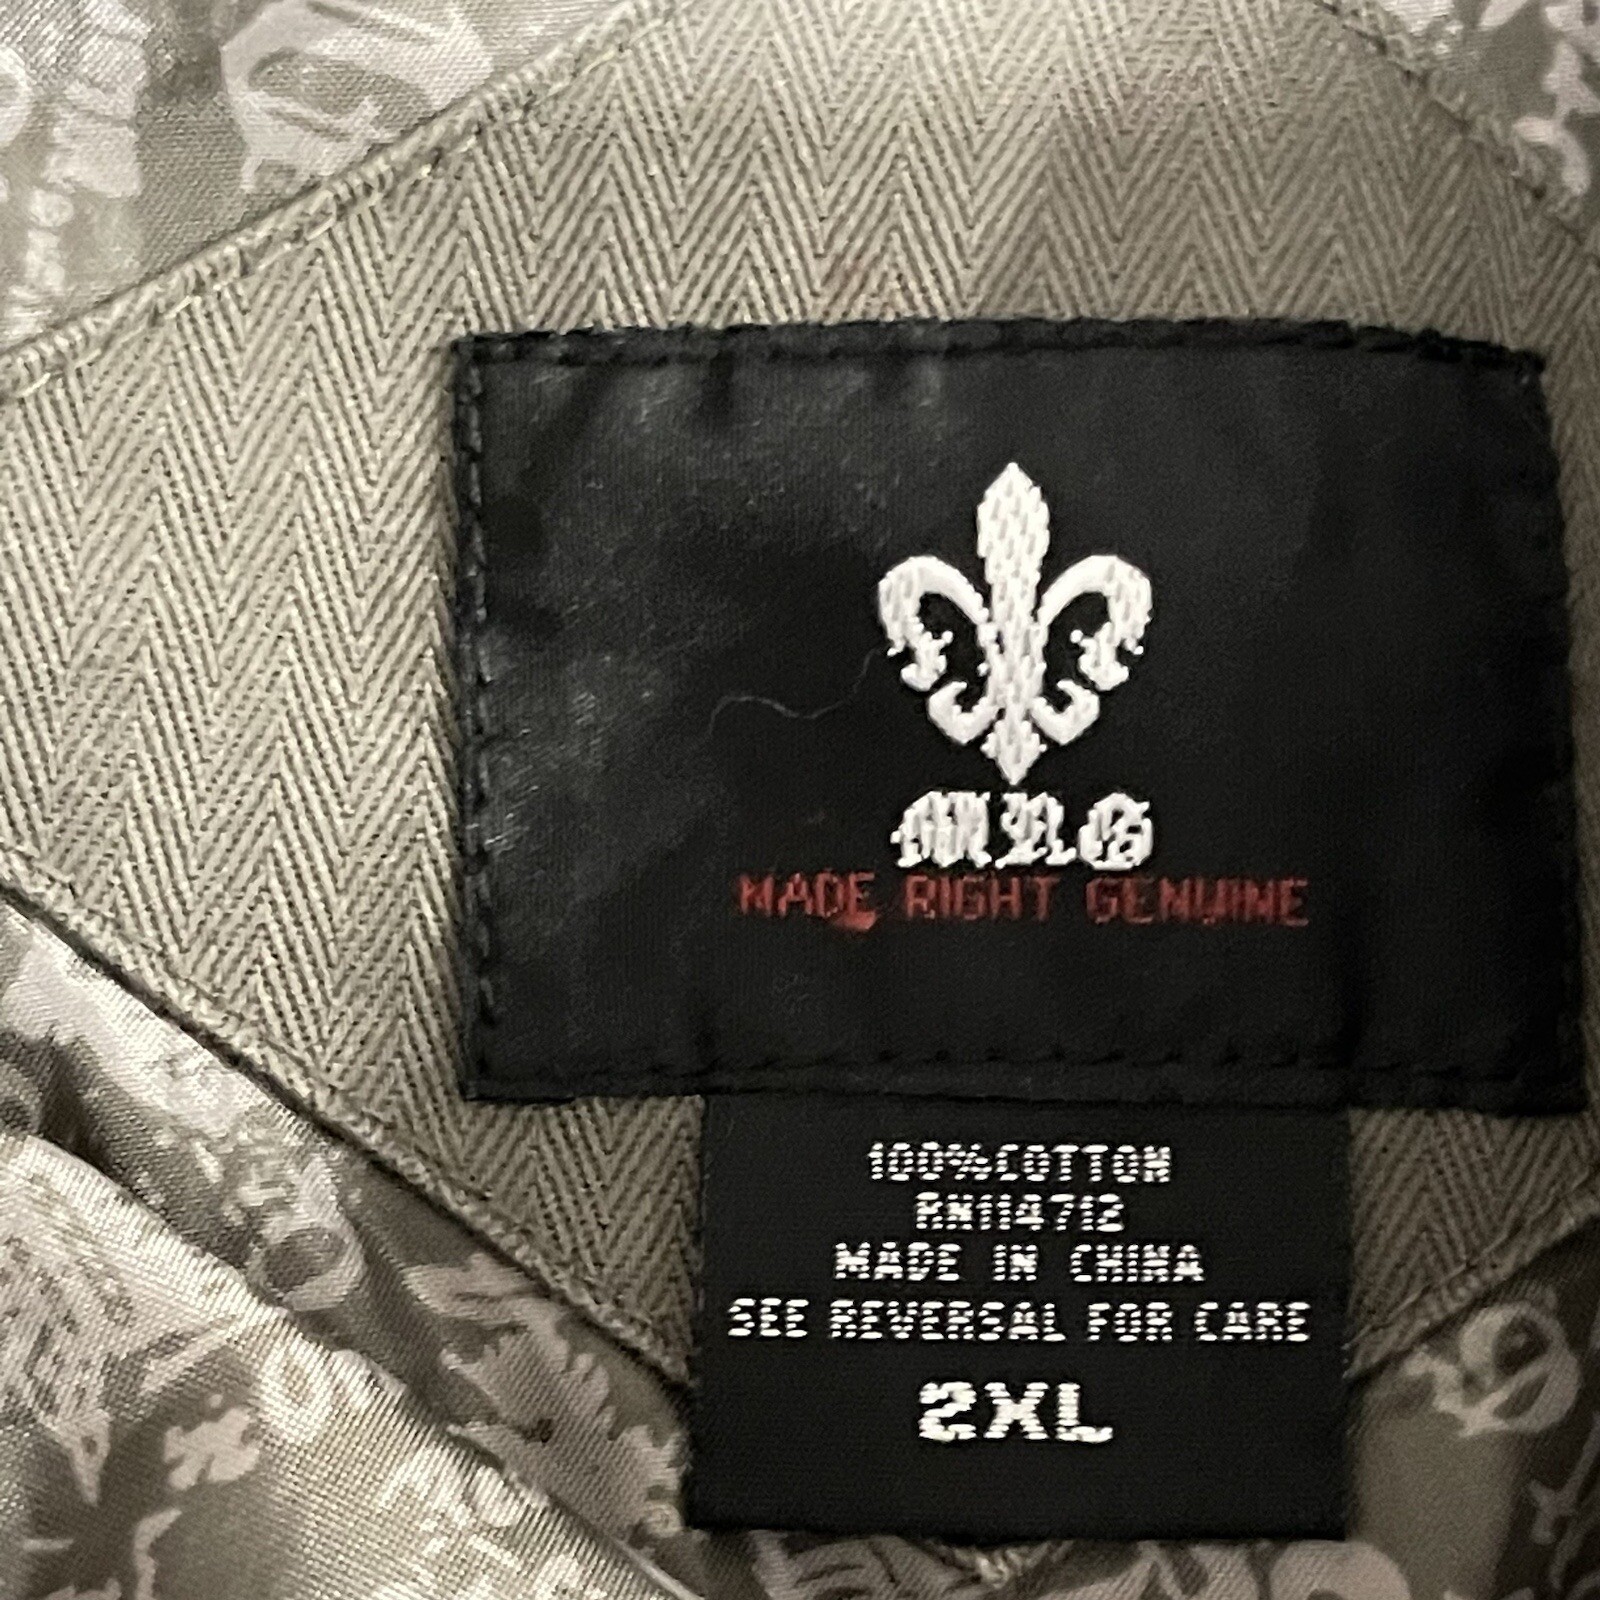 MRG
MADE RIGHT GENUINE
100%COTTON
RN114712
MADE IN CHINA
SEE REVERSAL FOR CARE
2XL